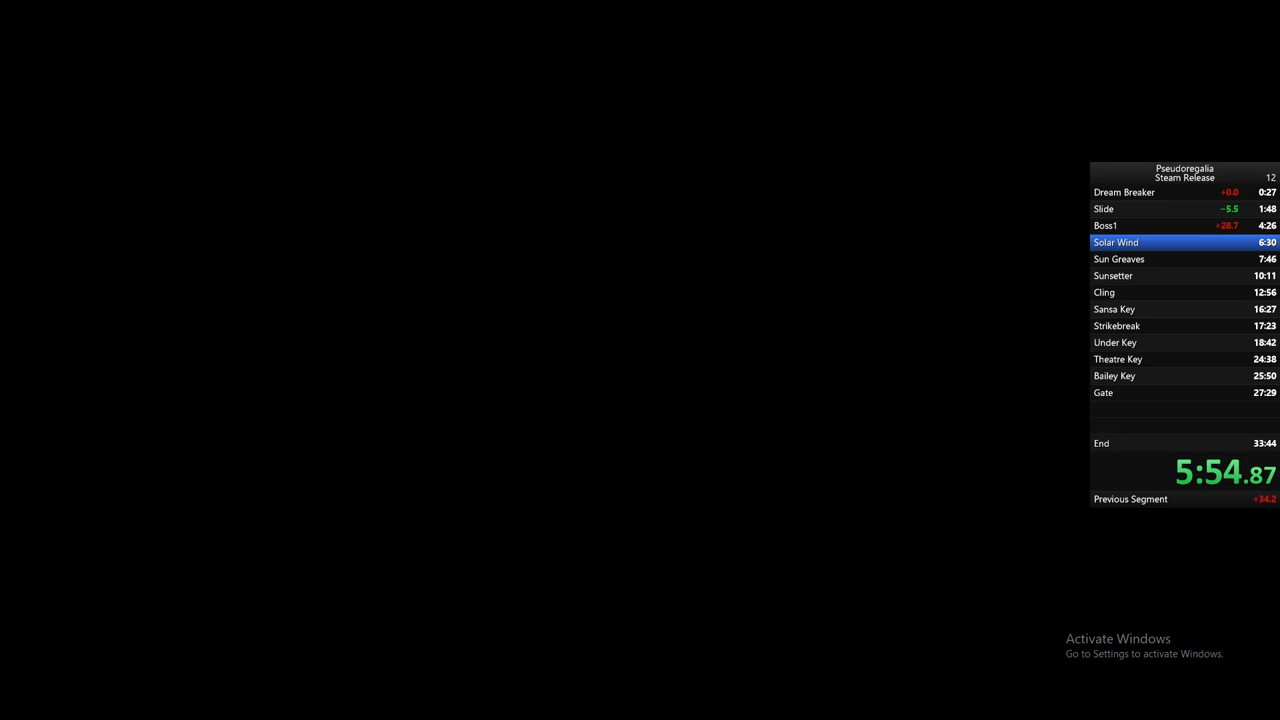 Pseudoregalia
Steam Release 12
Dream Breaker +0.0 0:27
Slide −5.5 1:48
Boss1 +28.7 4:26
Solar Wind 6:30
Sun Greaves 7:46
Sunsetter 10:11
Cling 12:56
Sansa Key 16:27
Strikebreak 17:23
Under Key 18:42
Theatre Key 24:38
Bailey Key 25:50
Gate 27:29
End 33:44
5:54.87
Previous Segment +34.2
Activate Windows
Go to Settings to activate Windows.